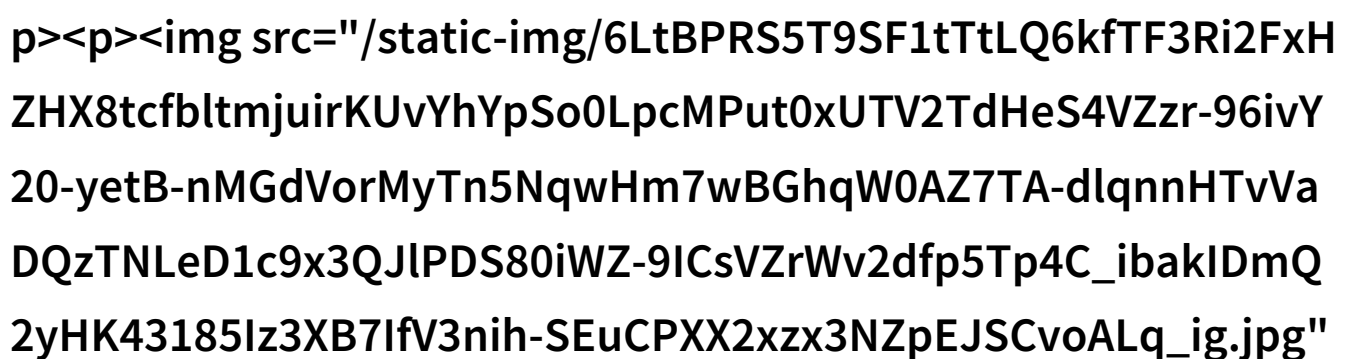 p><p><img src="/static-img/6LtBPRS5T9SF1tTtLQ6kfTF3Ri2FxH
ZHX8tcfbltmjuirKUvYhYpSo0LpcMPut0xUTV2TdHeS4VZzr-96ivY
20-yetB-nMGdVorMyTn5NqwHm7wBGhqW0AZ7TA-dlqnnHTvVa
DQzTNLeD1c9x3QJlPDS80iWZ-9ICsVZrWv2dfp5Tp4C_ibakIDmQ
2yHK43185Iz3XB7IfV3nih-SEuCPXX2xzx3NZpEJSCvoALq_ig.jpg"